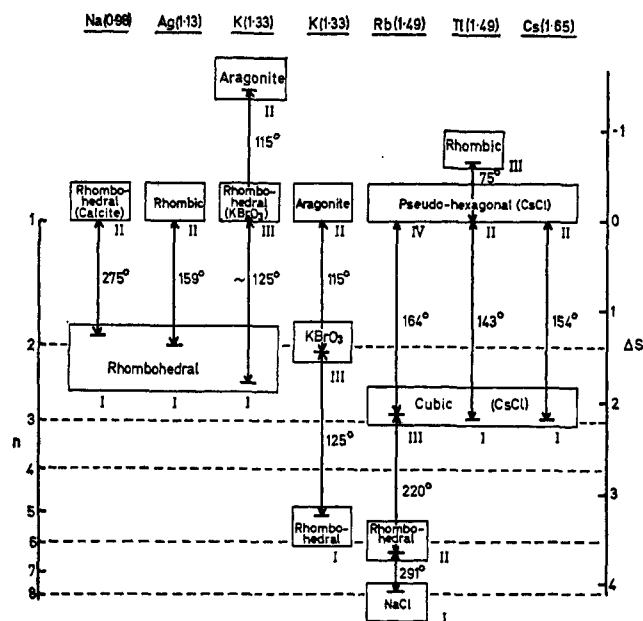 Na(0·98) Ag(1·13) K(1·33) K(1·33) Rb(1·49) Tl(1·49) Cs(1·65)
Aragonite
II
115°
-1
Rhombic
III
75°
Rhombo-
hedral
(Calcite)
Rhombic
Rhombo-
hedral
(KBrO₃)
Aragonite
Pseudo-hexagonal (CsCl)
1
0
II II III II IV II II
275° 159° ~ 125° 115° 164° 143° 154°
1
2
KBrO₃
ΔS
Rhombohedral
III
I I I
Cubic (CsCl)
2
3
III I I
n
125°
4
220°
3
5
Rhombo-
hedral
I
Rhombo-
hedral
II
6
7
291°
4
8
NaCl
I